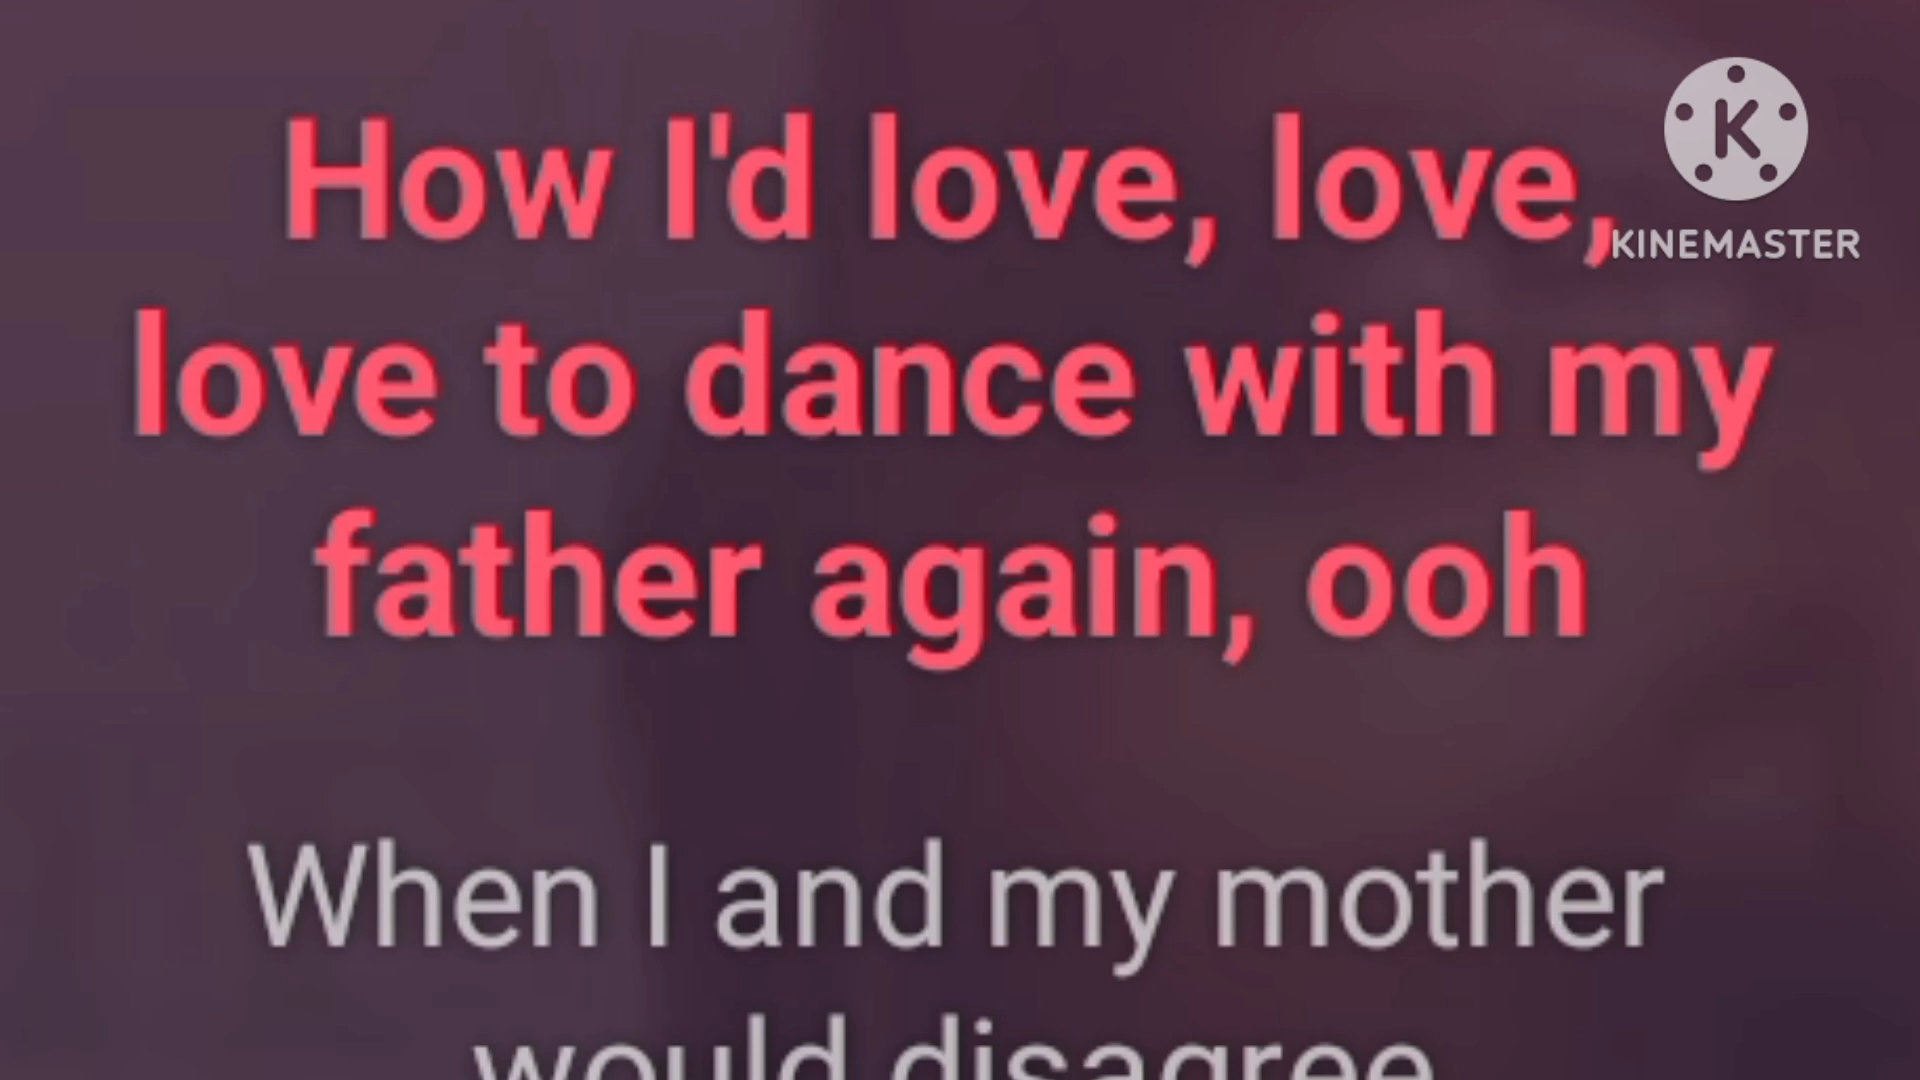 How I'd love, love,
KINEMASTER
love to dance with my
father again, ooh
When I and my mother
would disagree